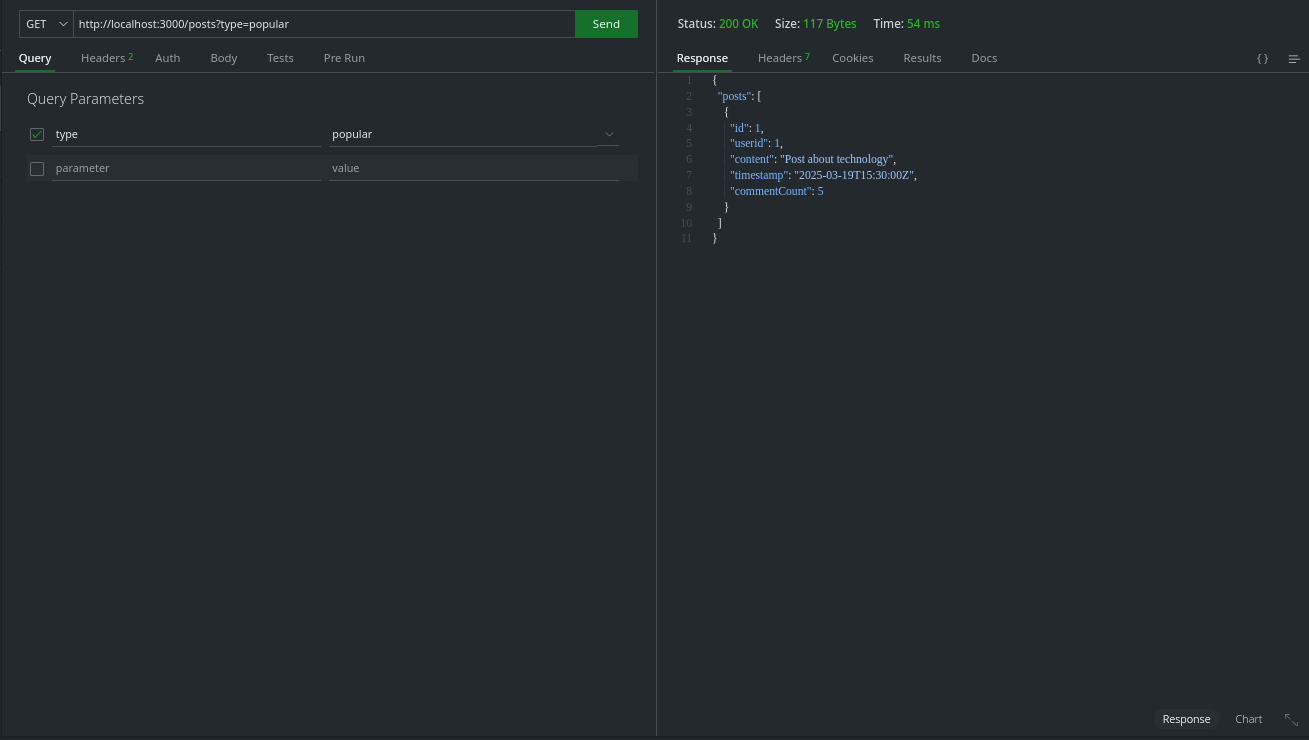 GET http://localhost:3000/posts?type=popular Send
Query Headers 2 Auth Body Tests Pre Run
Query Parameters
type popular
parameter value
Status: 200 OK Size: 117 Bytes Time: 54 ms
Response Headers 7 Cookies Results Docs { }
1 {
2 "posts": [
3 {
4 "id": 1,
5 "userid": 1,
6 "content": "Post about technology",
7 "timestamp": "2025-03-19T15:30:00Z",
8 "commentCount": 5
9 }
10 ]
11 }
Response Chart